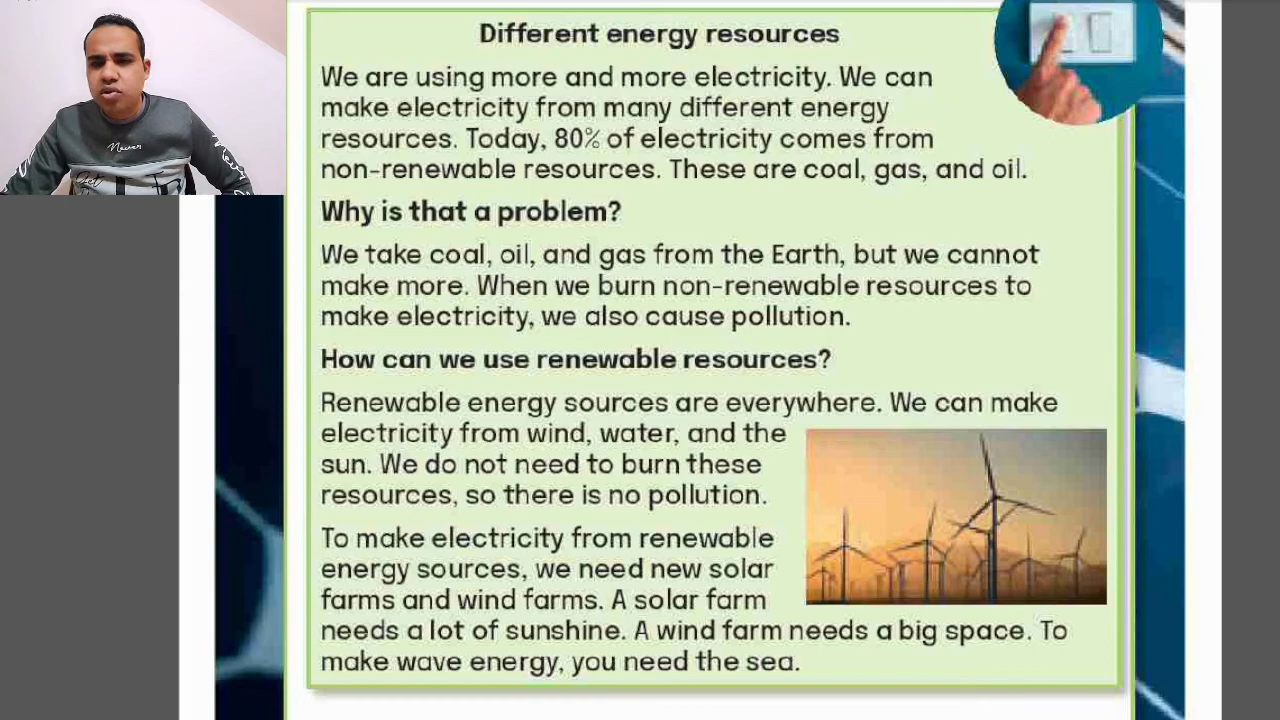 Different energy resources
We are using more and more electricity. We can
make electricity from many different energy
resources. Today, 80% of electricity comes from
non-renewable resources. These are coal, gas, and oil.
Why is that a problem?
We take coal, oil, and gas from the Earth, but we cannot
make more. When we burn non-renewable resources to
make electricity, we also cause pollution.
How can we use renewable resources?
Renewable energy sources are everywhere. We can make
electricity from wind, water, and the
sun. We do not need to burn these
resources, so there is no pollution.
To make electricity from renewable
energy sources, we need new solar
farms and wind farms. A solar farm
needs a lot of sunshine. A wind farm needs a big space. To
make wave energy, you need the sea.